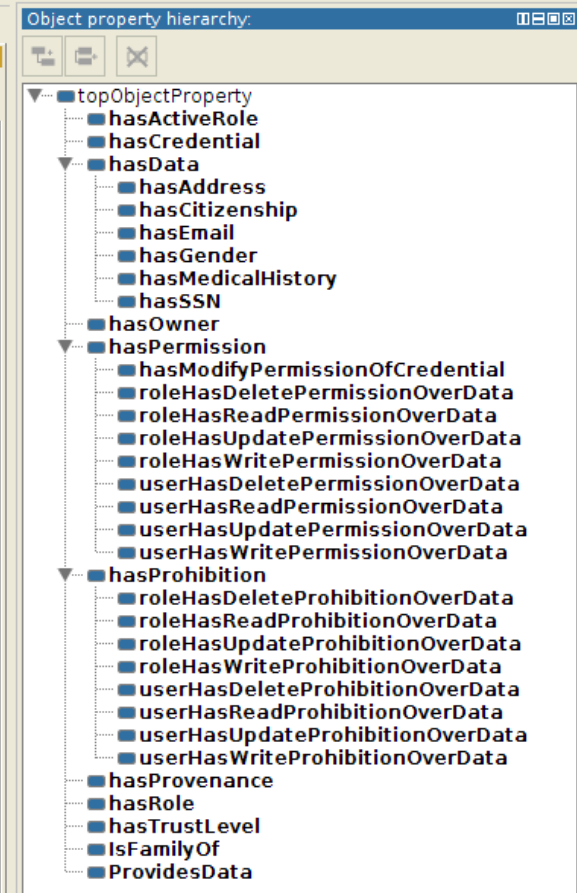 Object property hierarchy:
topObjectProperty
hasActiveRole
hasCredential
hasData
hasAddress
hasCitizenship
hasEmail
hasGender
hasMedicalHistory
hasSSN
hasOwner
hasPermission
hasModifyPermissionOfCredential
roleHasDeletePermissionOverData
roleHasReadPermissionOverData
roleHasUpdatePermissionOverData
roleHasWritePermissionOverData
userHasDeletePermissionOverData
userHasReadPermissionOverData
userHasUpdatePermissionOverData
userHasWritePermissionOverData
hasProhibition
roleHasDeleteProhibitionOverData
roleHasReadProhibitionOverData
roleHasUpdateProhibitionOverData
roleHasWriteProhibitionOverData
userHasDeleteProhibitionOverData
userHasReadProhibitionOverData
userHasUpdateProhibitionOverData
userHasWriteProhibitionOverData
hasProvenance
hasRole
hasTrustLevel
IsFamilyOf
ProvidesData